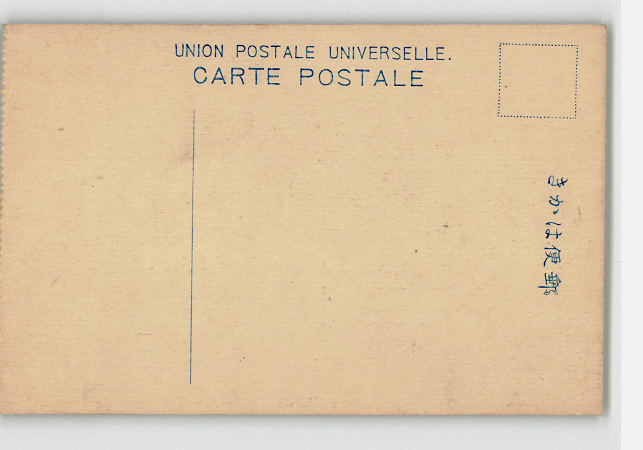 UNION POSTALE UNIVERSELLE.
CARTE POSTALE
きかは便郵